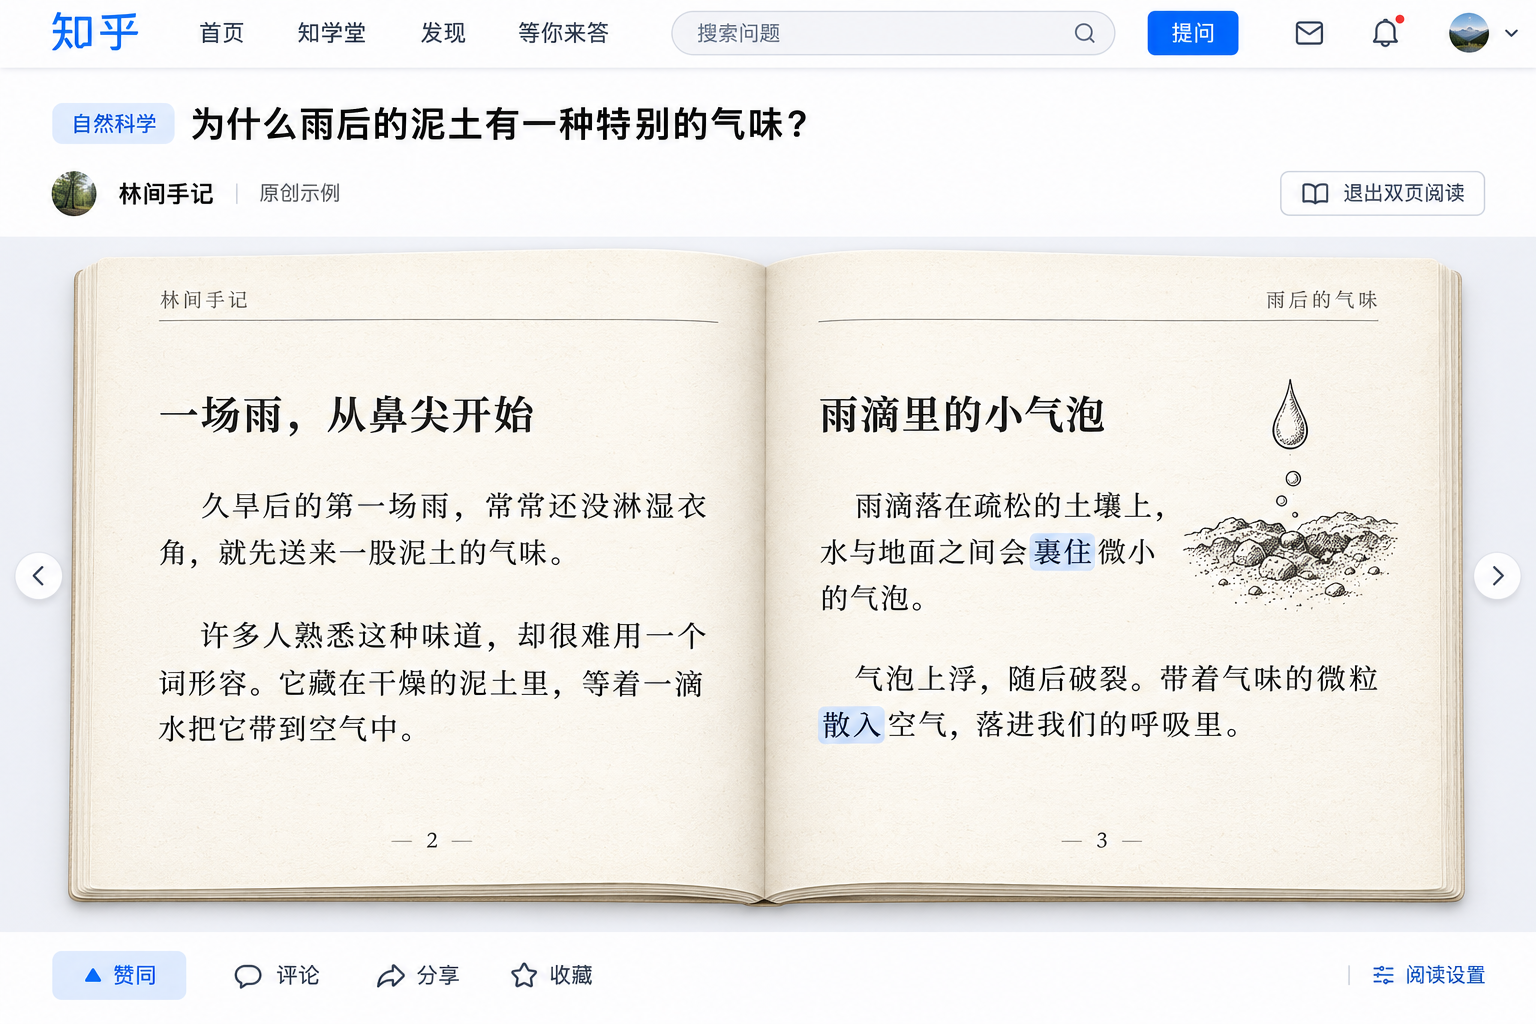 知乎
首页
知学堂
发现
等你来答
搜索问题
提问
自然科学
为什么雨后的泥土有一种特别的气味？
林间手记
原创示例
退出双页阅读
林间手记
一场雨，从鼻尖开始
久旱后的第一场雨，常常还没淋湿衣
角，就先送来一股泥土的气味。
许多人熟悉这种味道，却很难用一个
词形容。它藏在干燥的泥土里，等着一滴
水把它带到空气中。
— 2 —
雨后的气味
雨滴里的小气泡
雨滴落在疏松的土壤上，
水与地面之间会裹住微小
的气泡。
气泡上浮，随后破裂。带着气味的微粒
散入空气，落进我们的呼吸里。
— 3 —
赞同
评论
分享
收藏
阅读设置